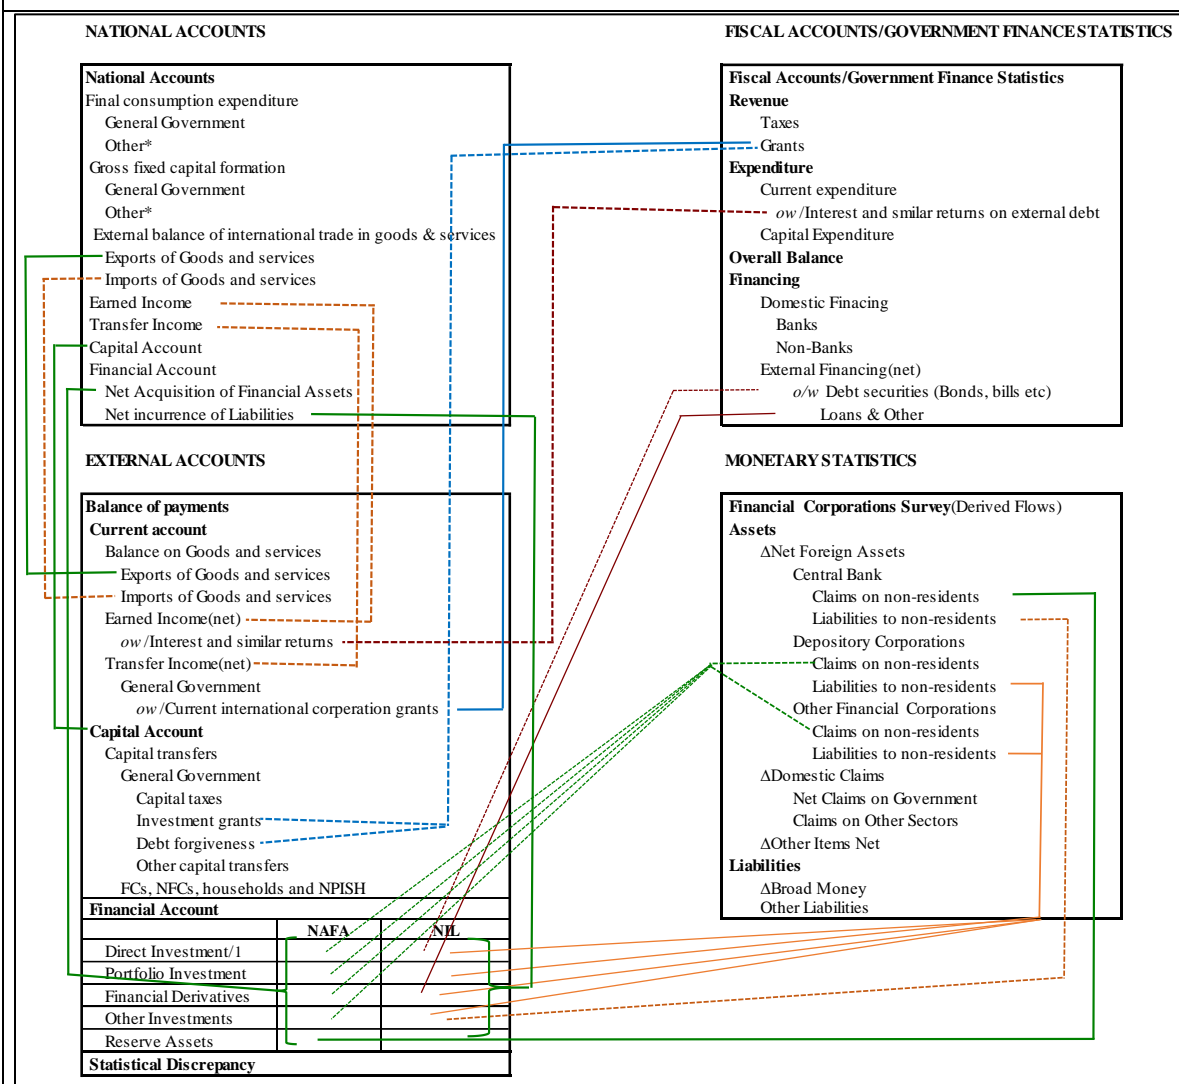 NATIONAL ACCOUNTS
National Accounts
Final consumption expenditure
General Government
Other*
Gross fixed capital formation
General Government
Other*
External balance of international trade in goods & services
Exports of Goods and services
Imports of Goods and services
Earned Income
Transfer Income
Capital Account
Financial Account
Net Acquisition of Financial Assets
Net incurrence of Liabilities
FISCAL ACCOUNTS/GOVERNMENT FINANCE STATISTICS
Fiscal Accounts/Government Finance Statistics
Revenue
Taxes
Grants
Expenditure
Current expenditure
ow/Interest and smilar returns on external debt
Capital Expenditure
Overall Balance
Financing
Domestic Finacing
Banks
Non-Banks
External Financing(net)
o/w Debt securities (Bonds, bills etc)
Loans & Other
EXTERNAL ACCOUNTS
Balance of payments
Current account
Balance on Goods and services
Exports of Goods and services
Imports of Goods and services
Earned Income(net)
ow/Interest and similar returns
Transfer Income(net)
General Government
ow/Current international corperation grants
Capital Account
Capital transfers
General Government
Capital taxes
Investment grants
Debt forgiveness
Other capital transfers
FCs, NFCs, households and NPISH
Financial Account
NAFA NIL
Direct Investment/1
Portfolio Investment
Financial Derivatives
Other Investments
Reserve Assets
Statistical Discrepancy
MONETARY STATISTICS
Financial Corporations Survey(Derived Flows)
Assets
ΔNet Foreign Assets
Central Bank
Claims on non-residents
Liabilities to non-residents
Depository Corporations
Claims on non-residents
Liabilities to non-residents
Other Financial Corporations
Claims on non-residents
Liabilities to non-residents
ΔDomestic Claims
Net Claims on Government
Claims on Other Sectors
ΔOther Items Net
Liabilities
ΔBroad Money
Other Liabilities